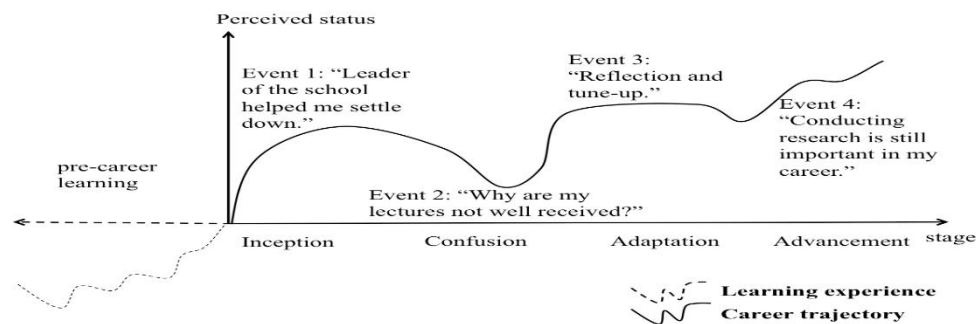 Perceived status
Event 1: “Leader
of the school
helped me settle
down.”
Event 3:
“Reflection and
tune-up.”
Event 4:
“Conducting
research is still
important in my
career.”
pre-career
learning
Event 2: “Why are my
lectures not well received?”
Inception
Confusion
Adaptation
Advancement
stage
Learning experience
Career trajectory